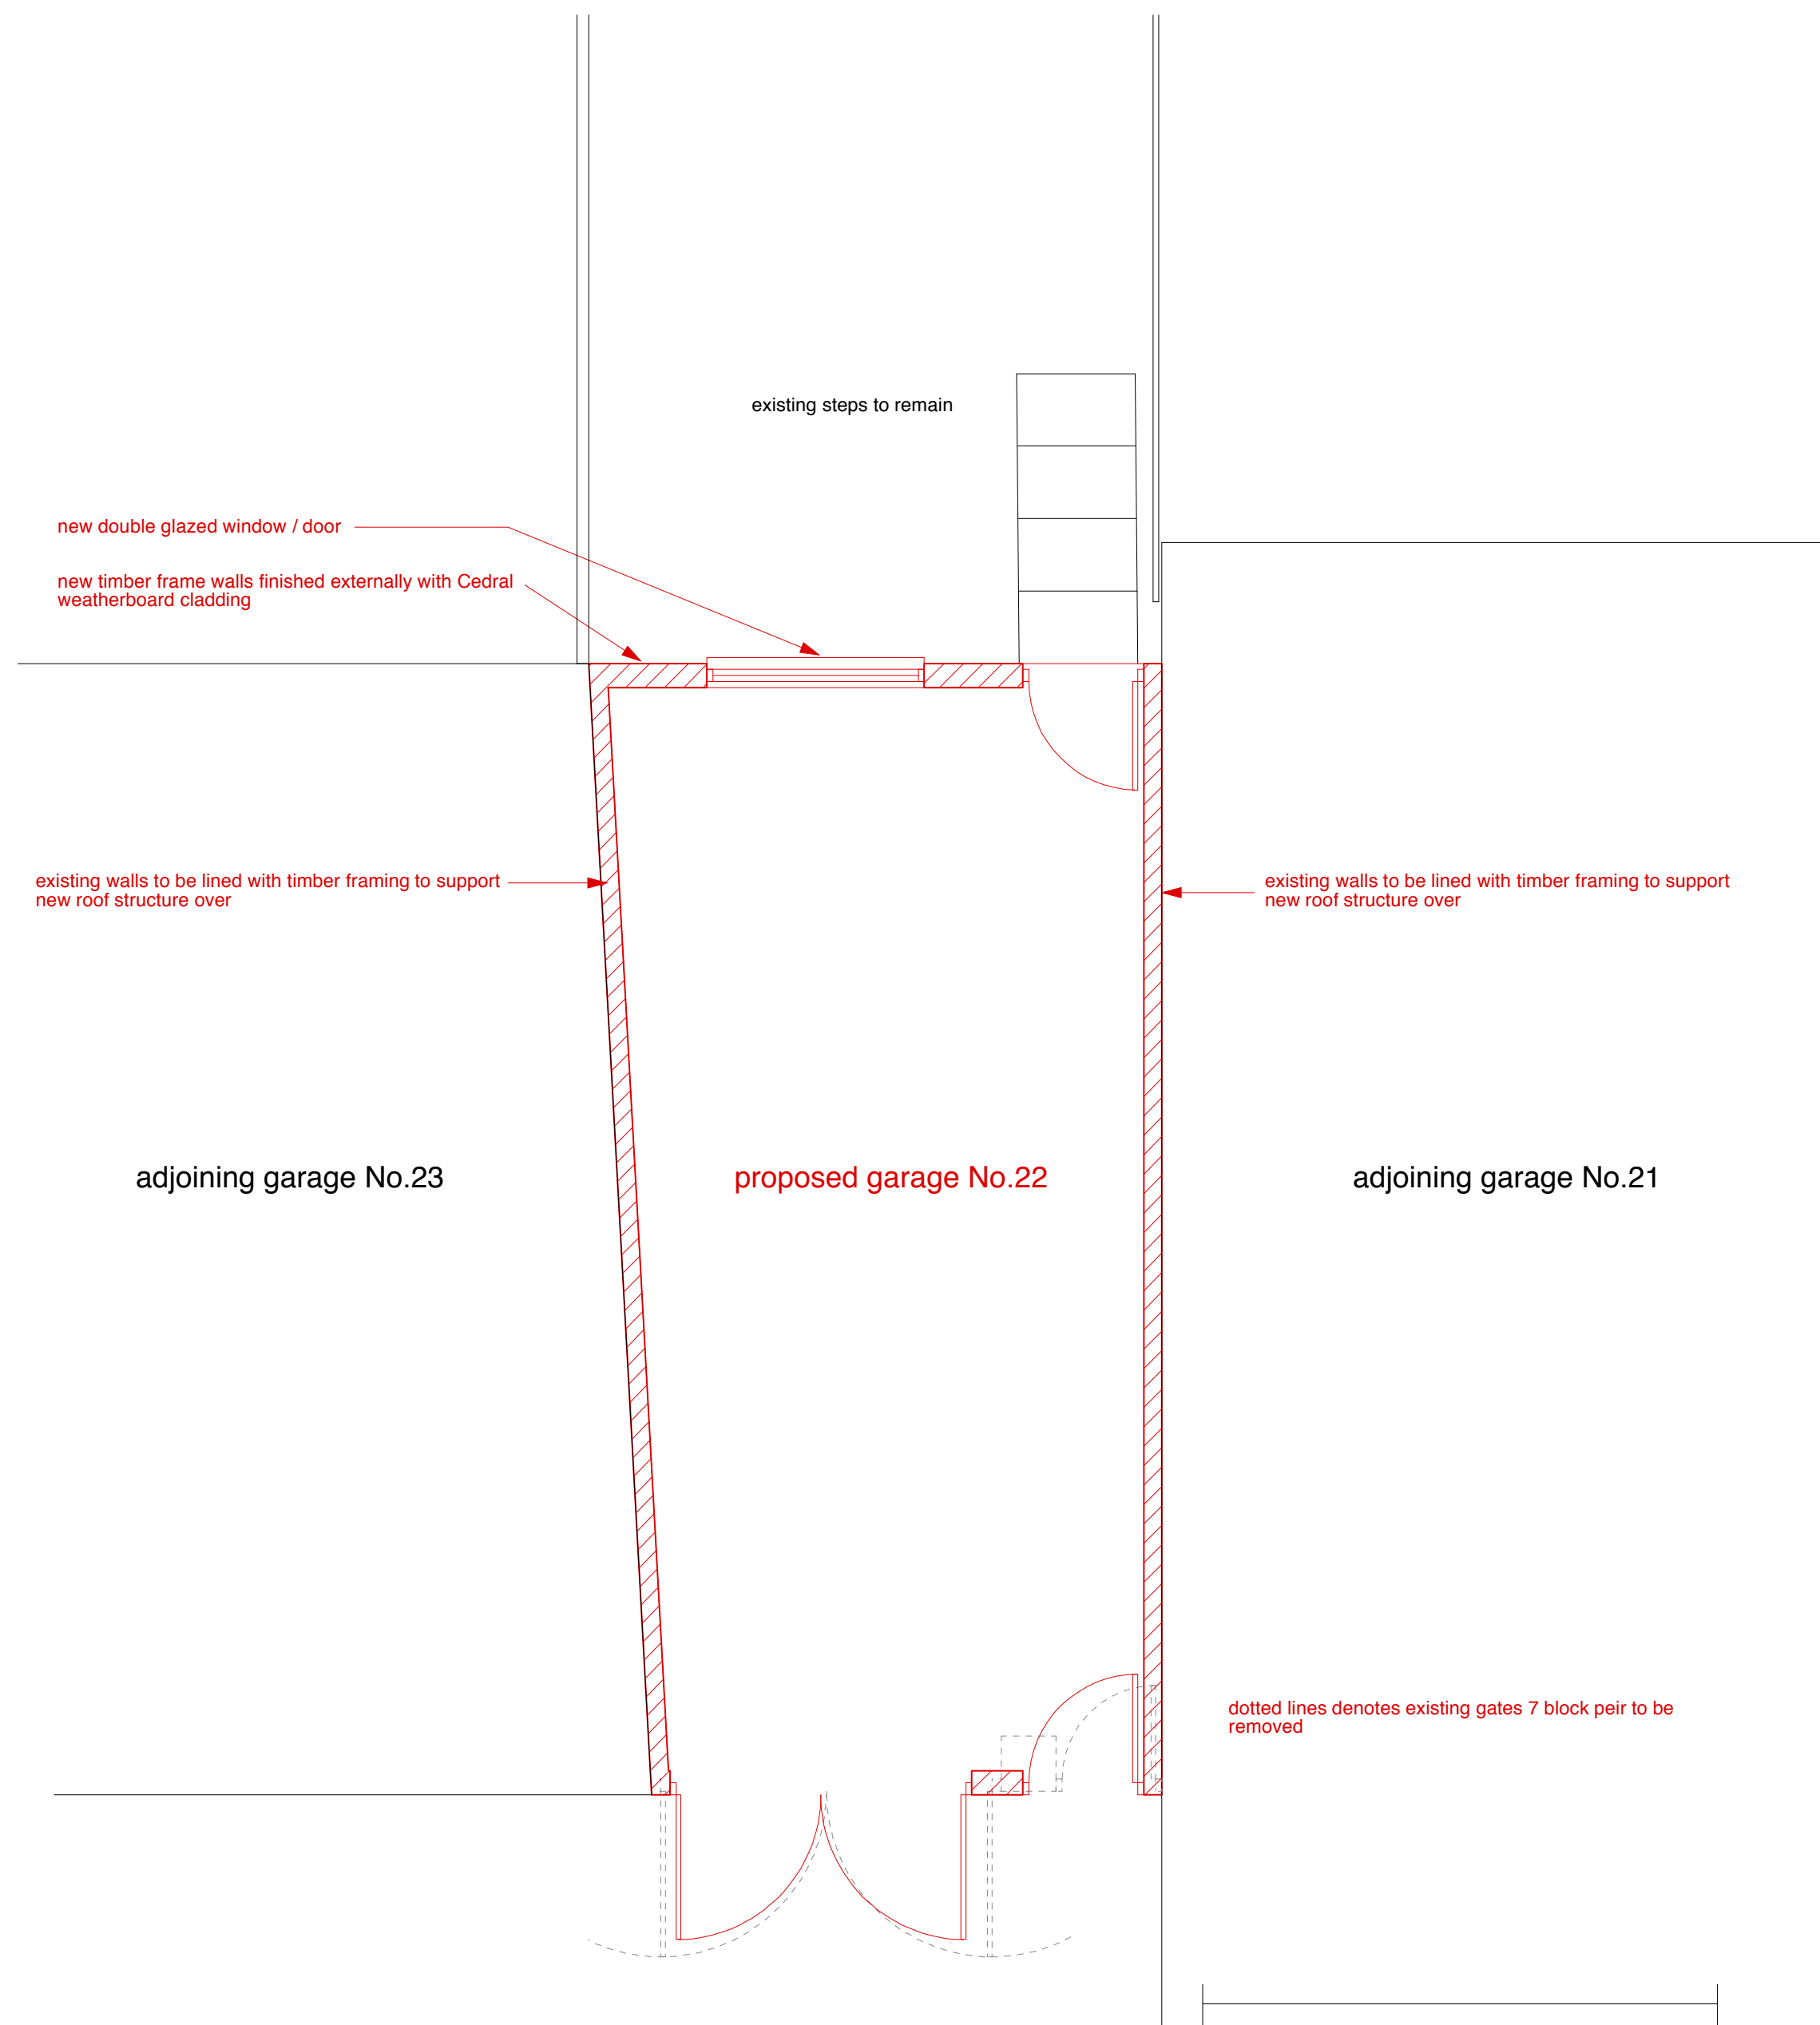 existing steps to remain
new double glazed window / door
new timber frame walls finished externally with Cedral
weatherboard cladding
existing walls to be lined with timber framing to support
new roof structure over
existing walls to be lined with timber framing to support
new roof structure over
adjoining garage No.23
proposed garage No.22
adjoining garage No.21
dotted lines denotes existing gates 7 block peir to be
removed